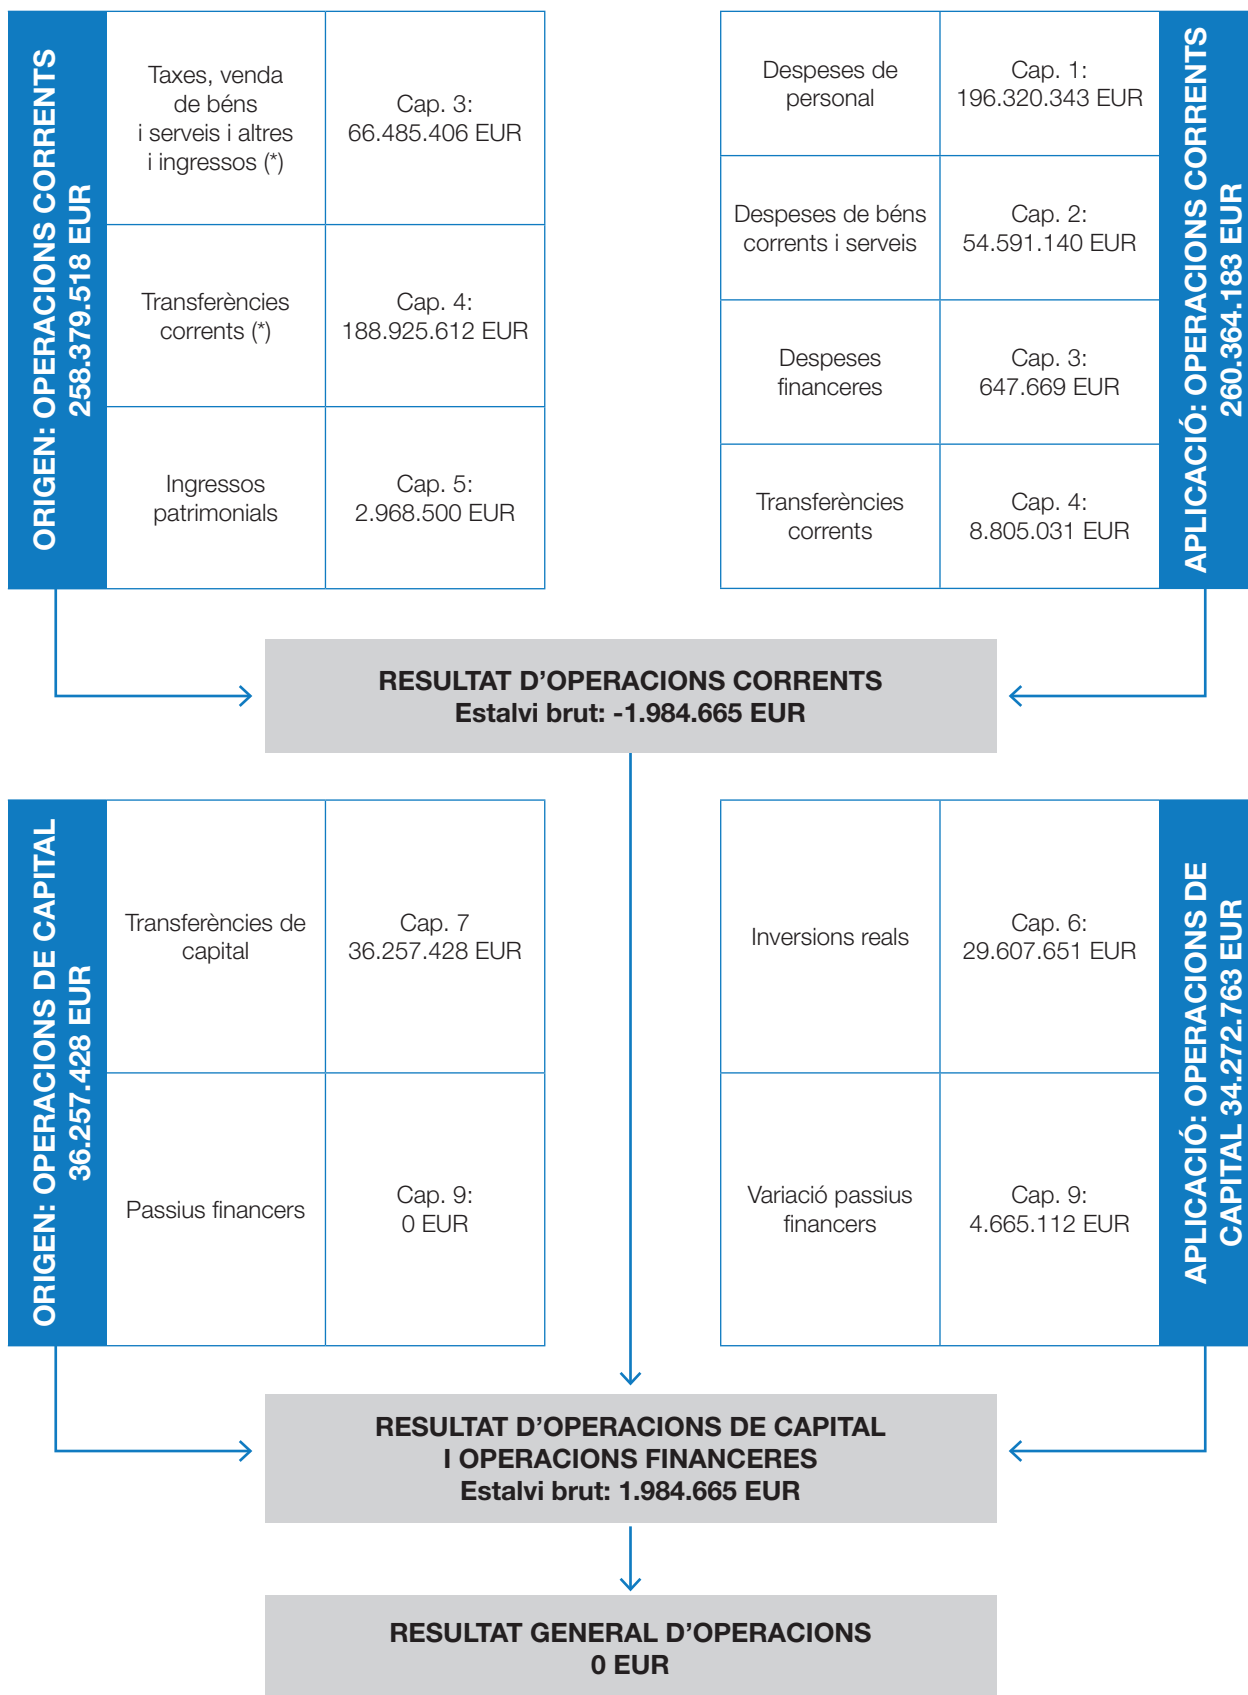 ORIGEN: OPERACIONS CORRENTS
258.379.518 EUR
Taxes, venda
de béns
i serveis i altres
i ingressos (*)
Cap. 3:
66.485.406 EUR
Transferències
corrents (*)
Cap. 4:
188.925.612 EUR
Ingressos
patrimonials
Cap. 5:
2.968.500 EUR
Despeses de
personal
Cap. 1:
196.320.343 EUR
Despeses de béns
corrents i serveis
Cap. 2:
54.591.140 EUR
Despeses
financeres
Cap. 3:
647.669 EUR
Transferències
corrents
Cap. 4:
8.805.031 EUR
APLICACIÓ: OPERACIONS CORRENTS
260.364.183 EUR
RESULTAT D’OPERACIONS CORRENTS
Estalvi brut: -1.984.665 EUR
ORIGEN: OPERACIONS DE CAPITAL
36.257.428 EUR
Transferències de
capital
Cap. 7
36.257.428 EUR
Passius financers
Cap. 9:
0 EUR
Inversions reals
Cap. 6:
29.607.651 EUR
Variació passius
financers
Cap. 9:
4.665.112 EUR
APLICACIÓ: OPERACIONS DE
CAPITAL 34.272.763 EUR
RESULTAT D’OPERACIONS DE CAPITAL
I OPERACIONS FINANCERES
Estalvi brut: 1.984.665 EUR
RESULTAT GENERAL D’OPERACIONS
0 EUR